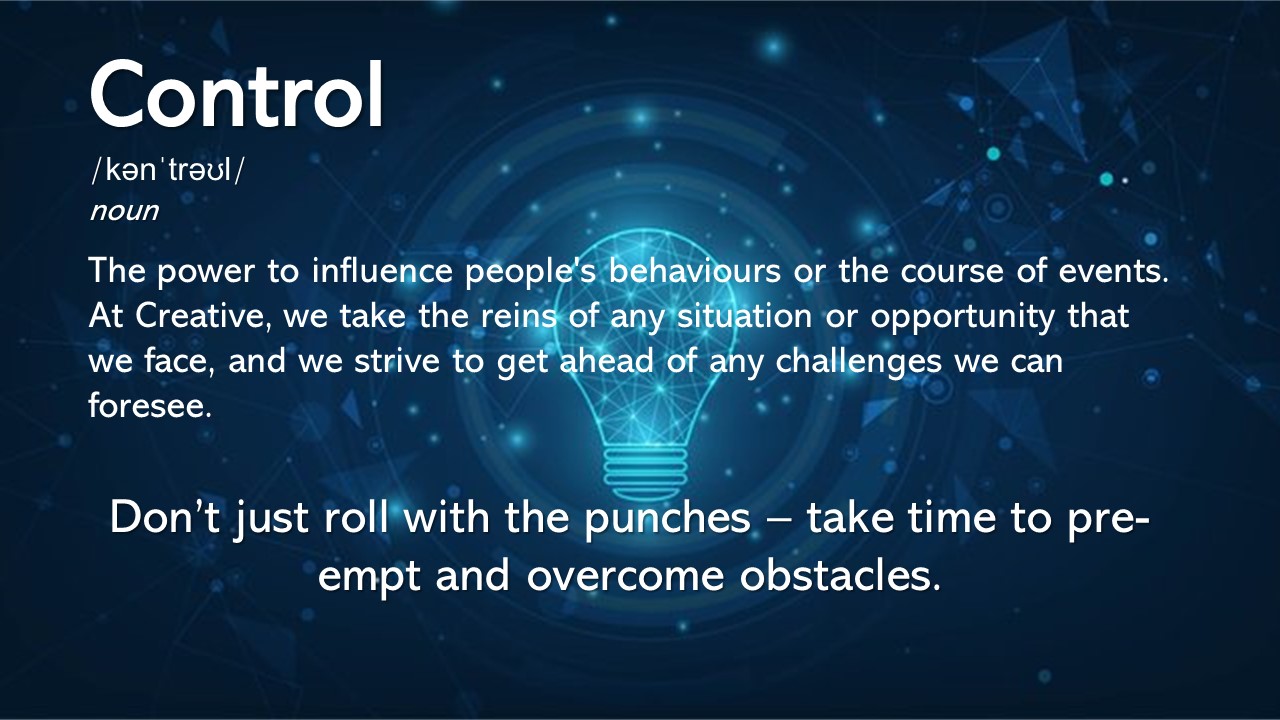 Control
/kənˈtrəʊl/
noun
The power to influence people's behaviours or the course of events.
At Creative, we take the reins of any situation or opportunity that
we face, and we strive to get ahead of any challenges we can
foresee.
Don’t just roll with the punches – take time to pre-
empt and overcome obstacles.